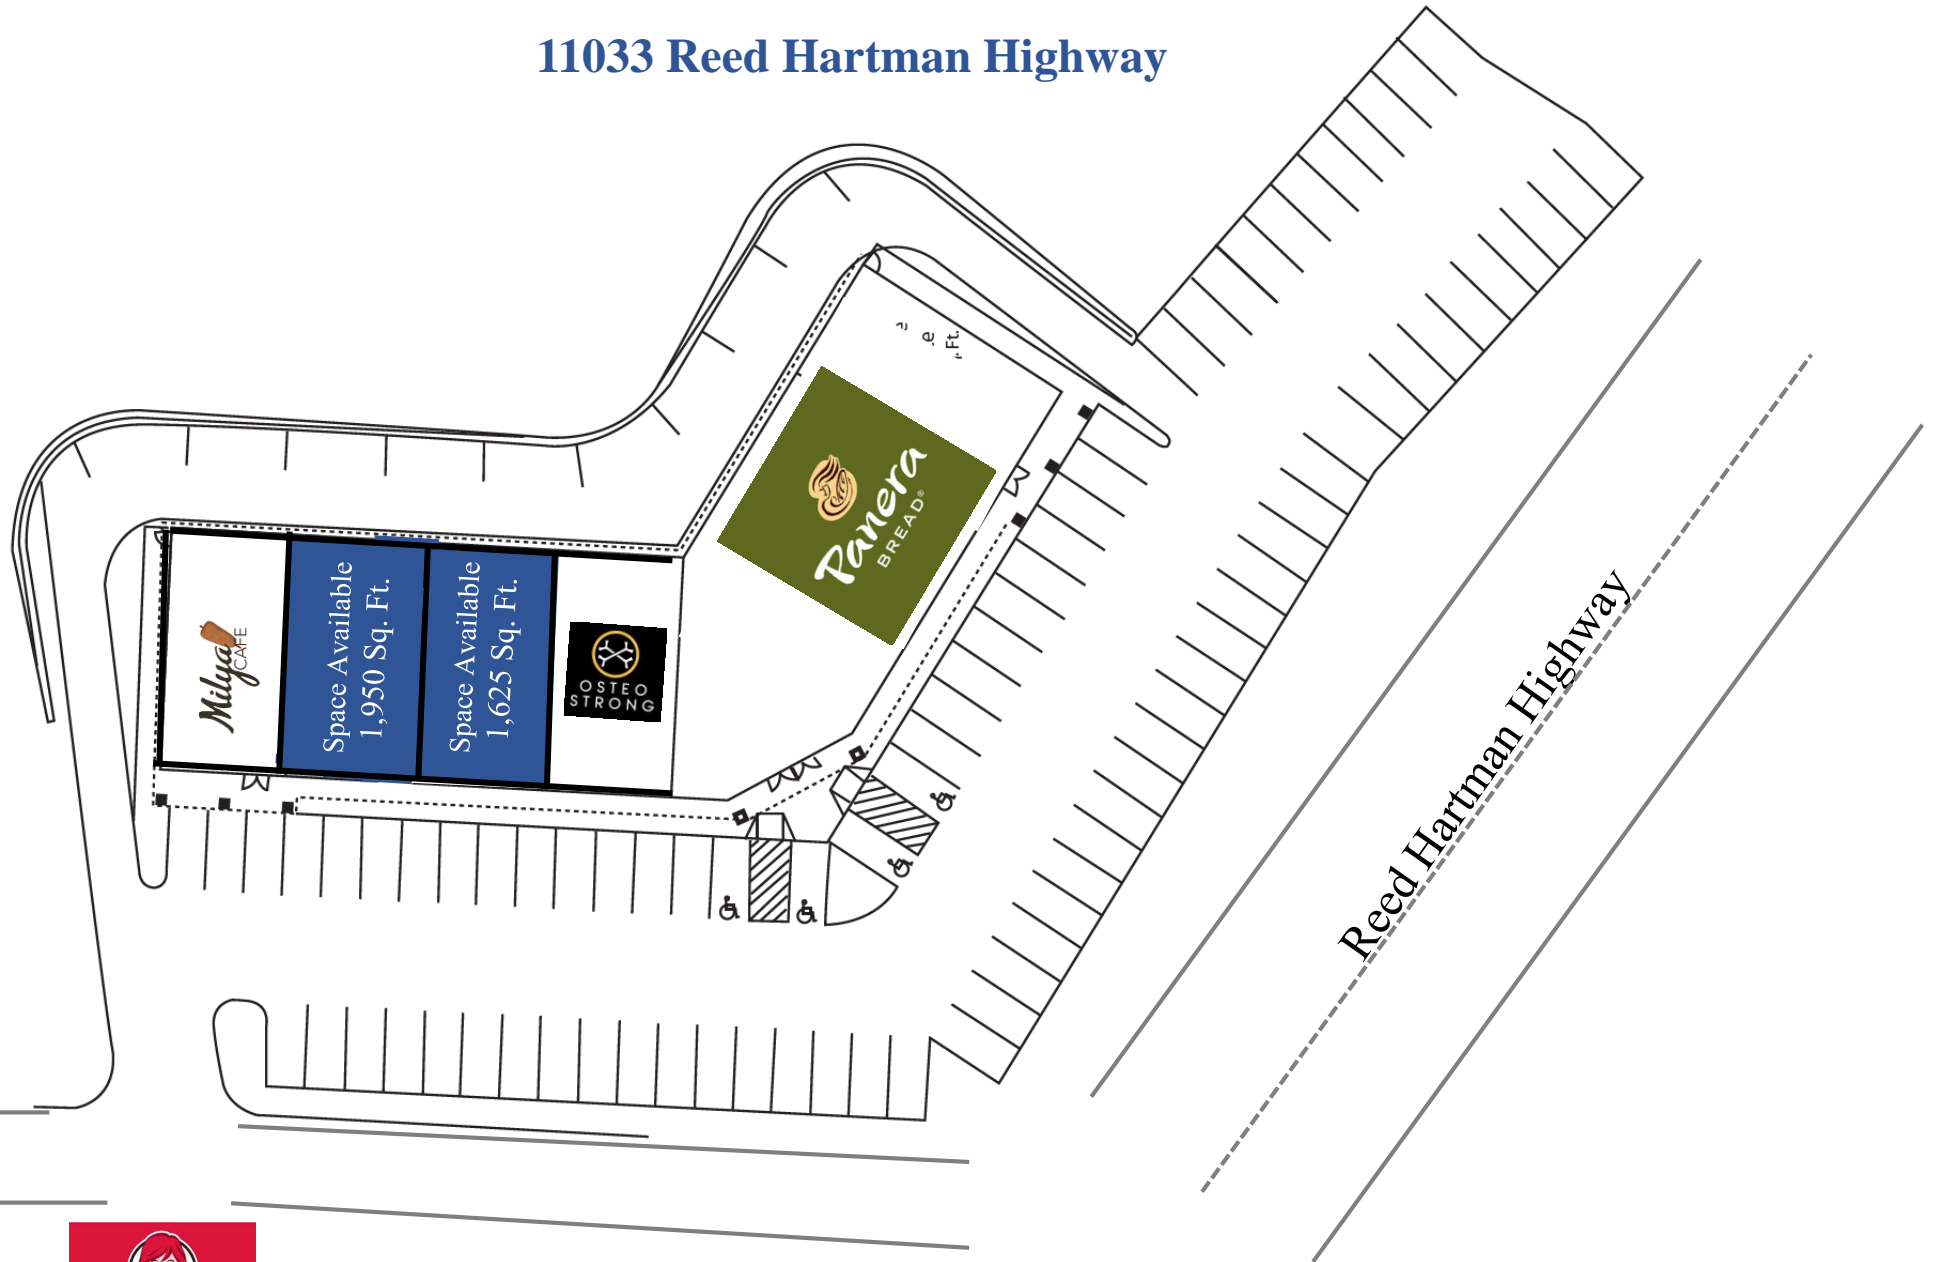 11033 Reed Hartman Highway
e
Ft.
Panera
BREAD®
Milya
CAFE
Space Available
1,950 Sq. Ft.
Space Available
1,625 Sq. Ft.
OSTEO
STRONG
Reed Hartman Highway